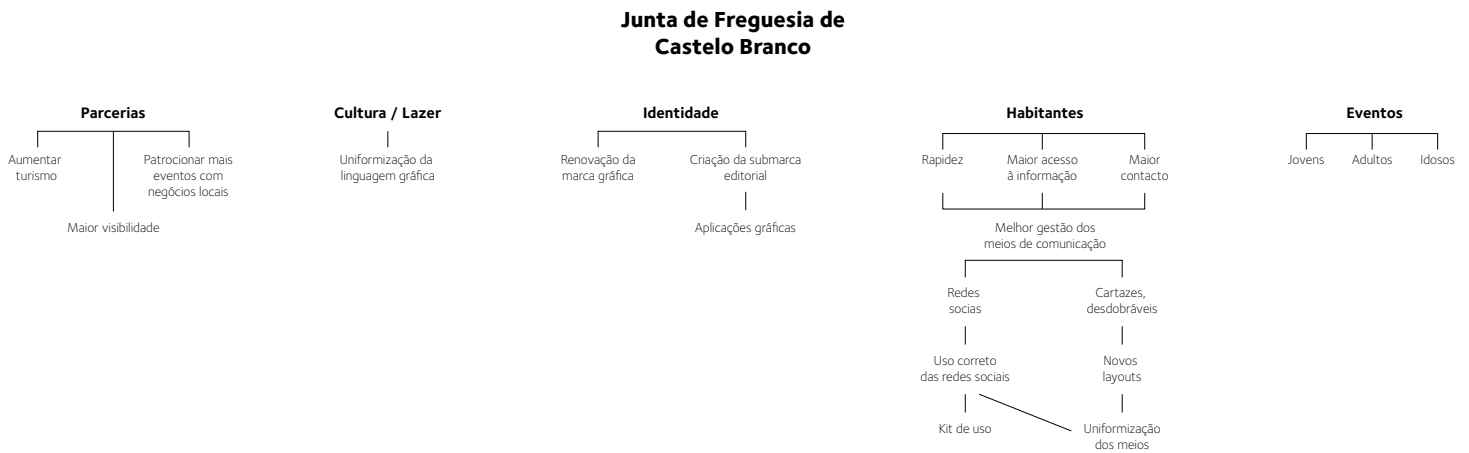 Junta de Freguesia de
Castelo Branco
Parcerias
Aumentar
turismo
Patrocionar mais
eventos com
negócios locais
Maior visibilidade
Cultura / Lazer
Uniformização da
linguagem gráfica
Identidade
Renovação da
marca gráfica
Criação da submarca
editorial
Aplicações gráficas
Habitantes
Rapidez
Maior acesso
à informação
Maior
contacto
Melhor gestão dos
meios de comunicação
Redes
socias
Cartazes,
desdobráveis
Uso correto
das redes sociais
Novos
layouts
Kit de uso
Uniformização
dos meios
Eventos
Jovens
Adultos
Idosos